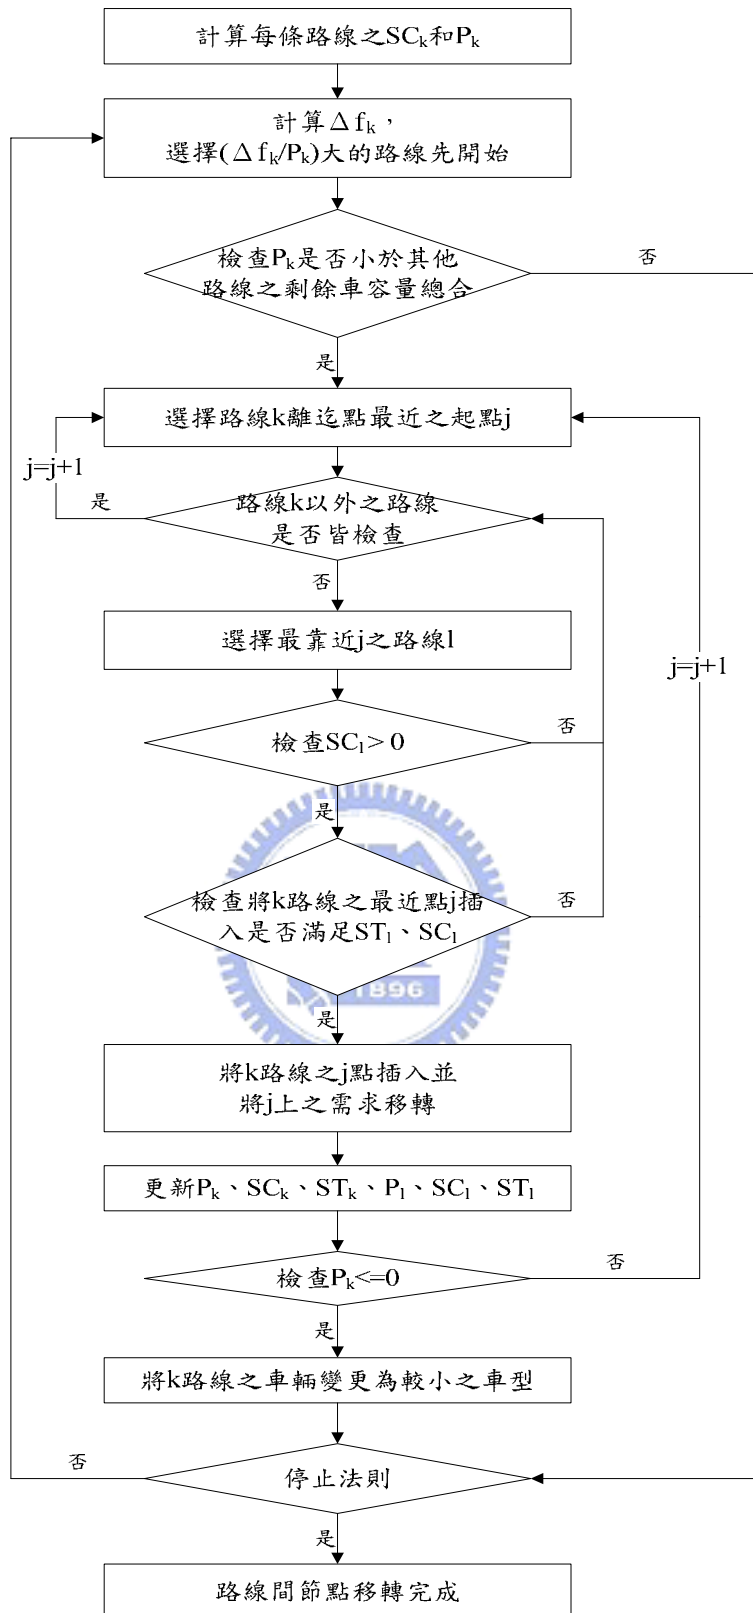 計算每條路線之SCk和Pk
計算Δfk，
選擇(Δfk/Pk)大的路線先開始
檢查Pk是否小於其他
路線之剩餘車容量總合
否
是
選擇路線k離迄點最近之起點j
j=j+1
是
路線k以外之路線
是否皆檢查
否
選擇最靠近j之路線l
j=j+1
檢查SCl> 0
否
是
檢查將k路線之最近點j插
入是否滿足STl、SCl
否
1896
是
將k路線之j點插入並
將j上之需求移轉
更新Pk、SCk、STk、Pl、SCl、STl
檢查Pk<=0
否
是
將k路線之車輛變更為較小之車型
否
停止法則
是
路線間節點移轉完成